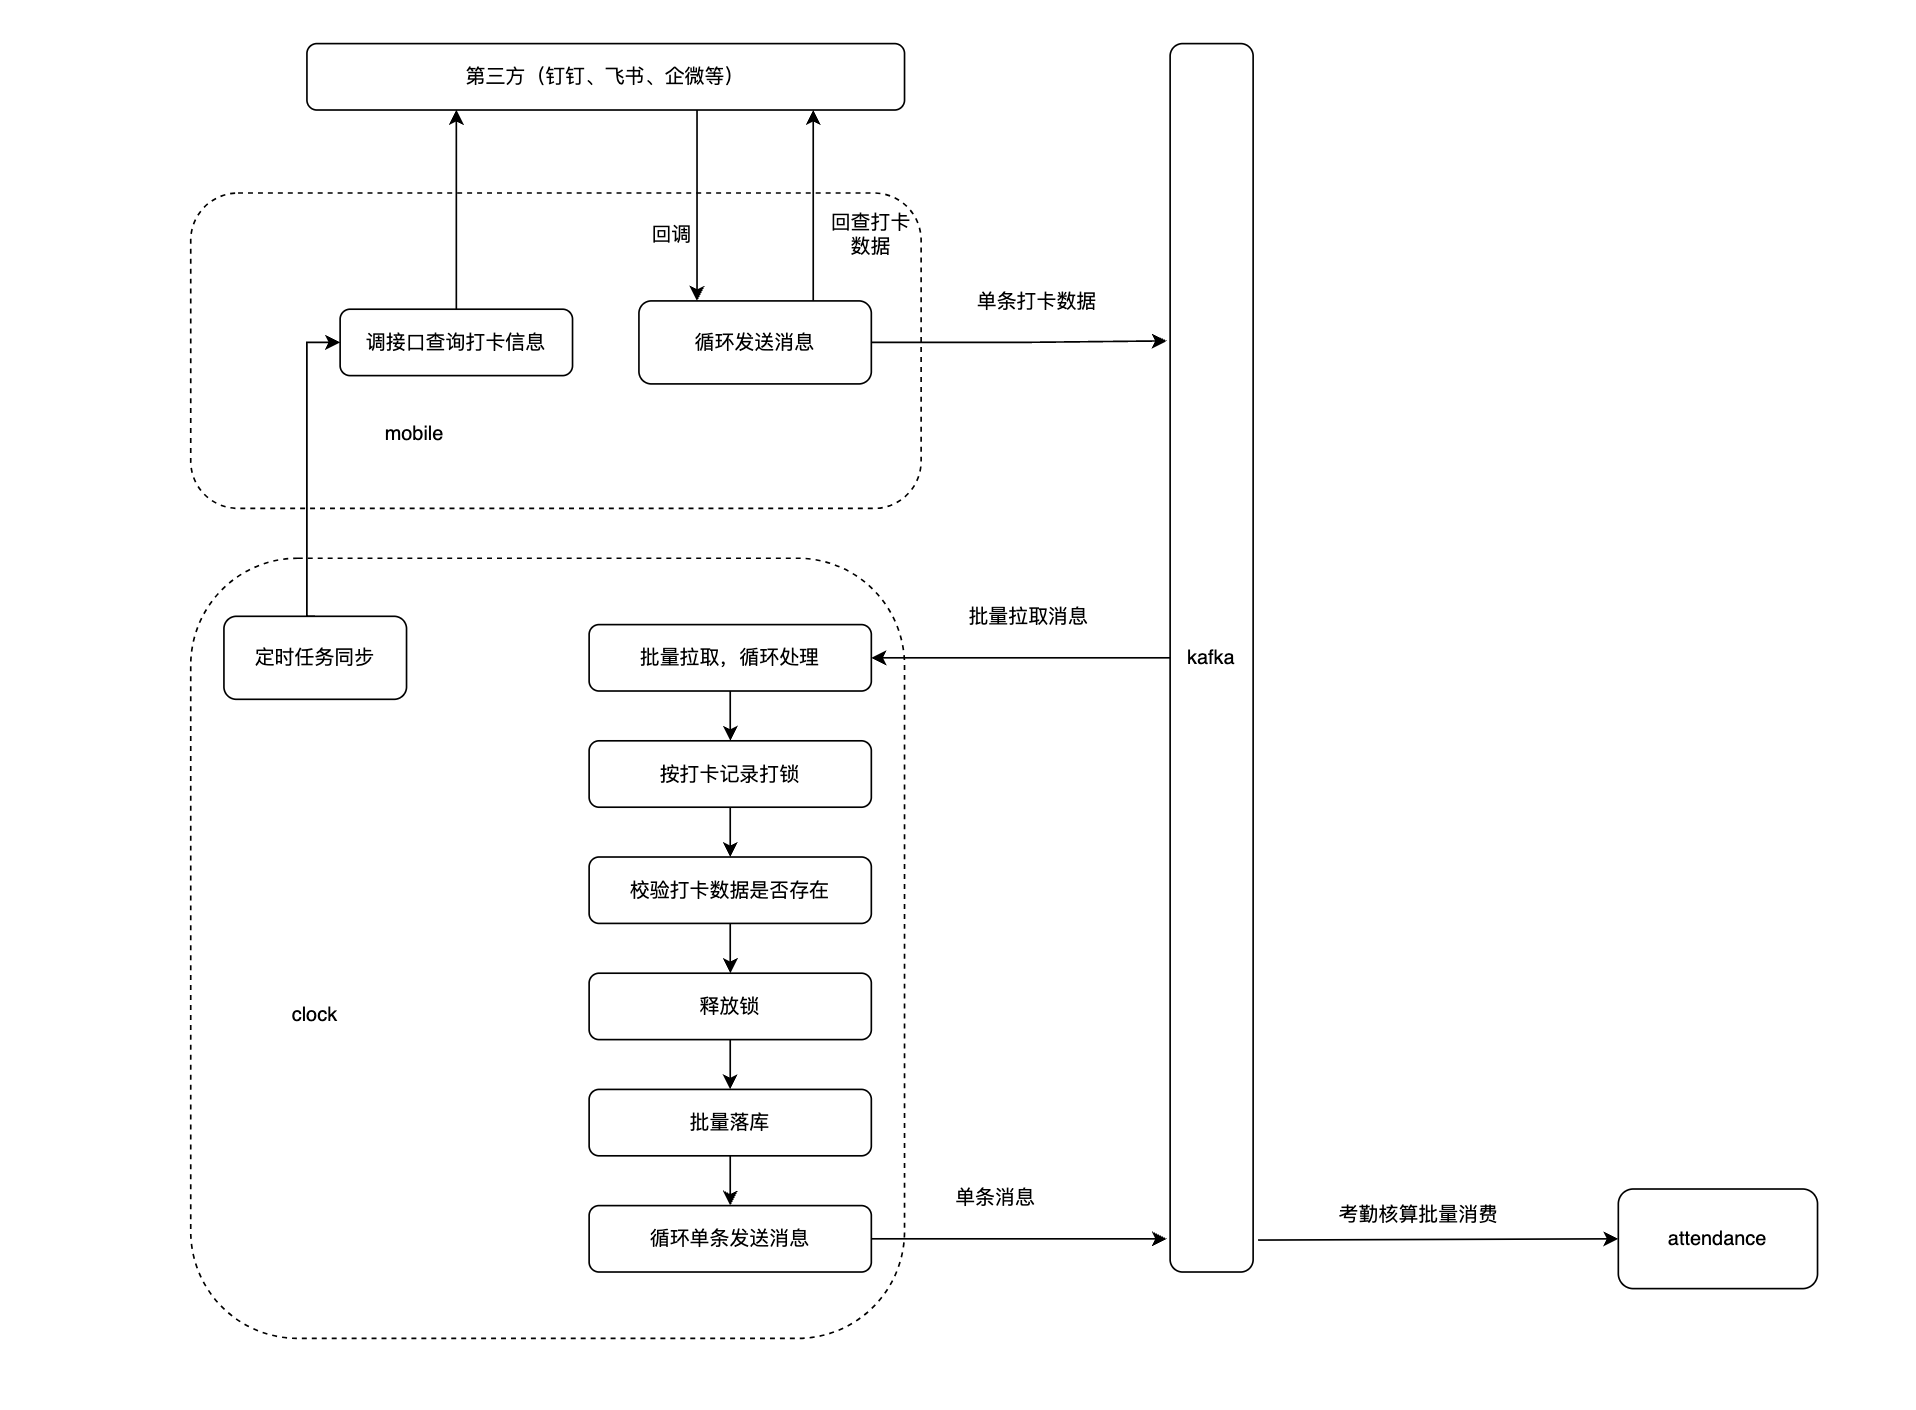 第三方（钉钉、飞书、企微等）
回调
回查打卡
数据
单条打卡数据
调接口查询打卡信息
循环发送消息
mobile
批量拉取消息
定时任务同步
批量拉取，循环处理
kafka
按打卡记录打锁
校验打卡数据是否存在
释放锁
clock
批量落库
单条消息
考勤核算批量消费
循环单条发送消息
attendance